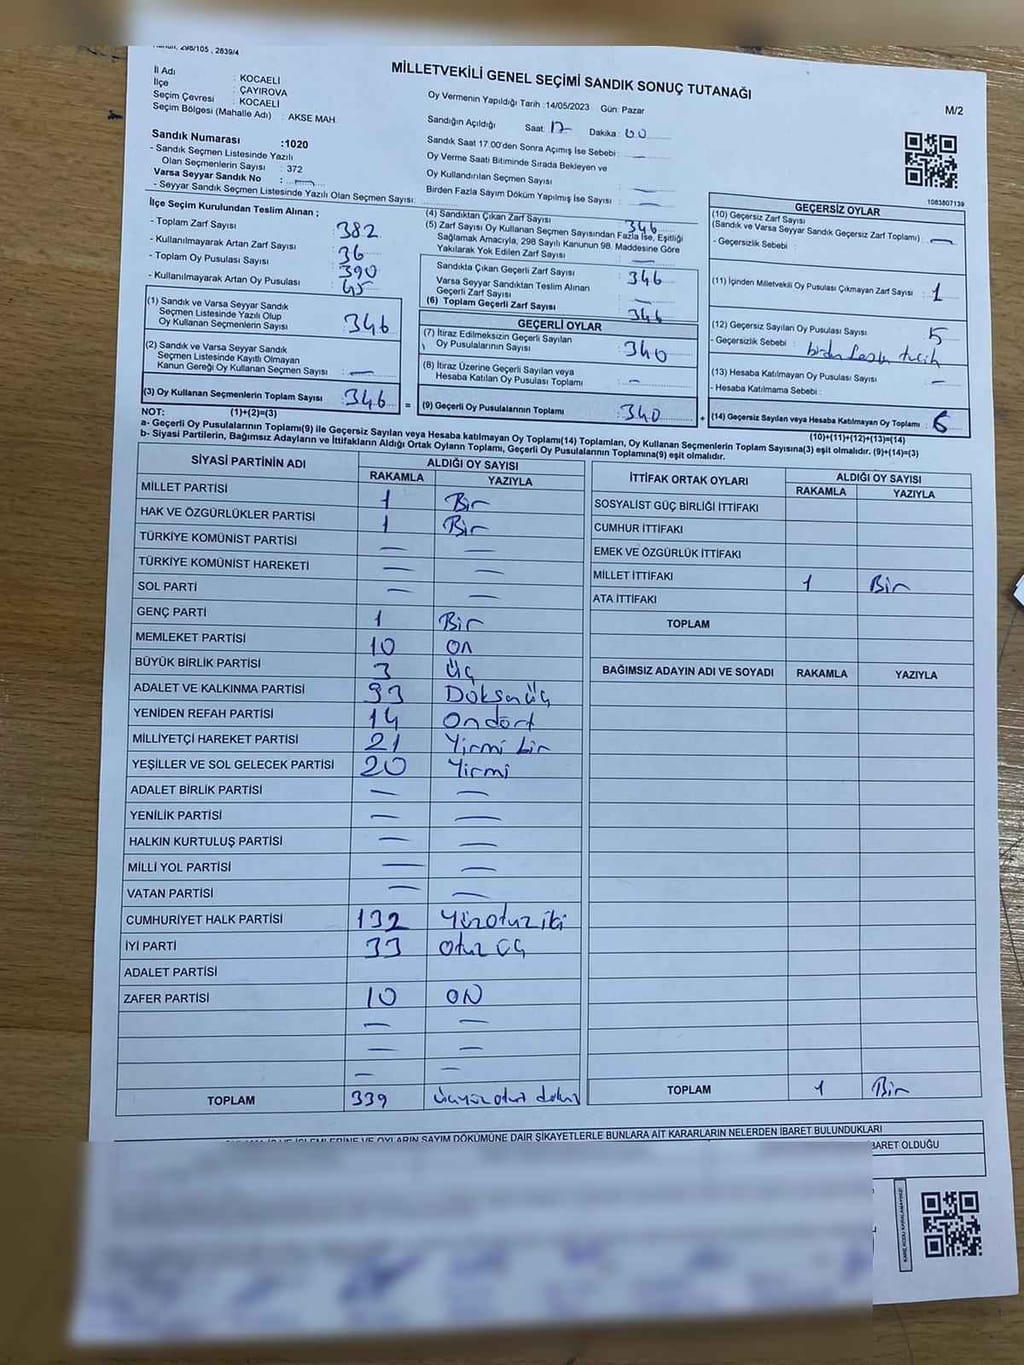 Kanun: 298/105 , 2839/4
MİLLETVEKİLİ GENEL SEÇİMİ SANDIK SONUÇ TUTANAĞI
M/2
İl Adı : KOCAELİ
İlçe : ÇAYIROVA
Seçim Çevresi : KOCAELİ
Seçim Bölgesi (Mahalle Adı) : AKSE MAH.
Sandık Numarası :1020
- Sandık Seçmen Listesinde Yazılı
Olan Seçmenlerin Sayısı : 372
Varsa Seyyar Sandık No : —
- Seyyar Sandık Seçmen Listesinde Yazılı Olan Seçmen Sayısı:
Oy Vermenin Yapıldığı Tarih :14/05/2023 Gün: Pazar
Sandığın Açıldığı Saat: 17 Dakika: 00
Sandık Saat 17.00'den Sonra Açımış İse Sebebi : —
Oy Verme Saati Bitiminde Sırada Bekleyen ve
Oy Kullandırılan Seçmen Sayısı : —
Birden Fazla Sayım Döküm Yapılmış İse Sayısı : —
1083807139
İlçe Seçim Kurulundan Teslim Alınan ;
- Toplam Zarf Sayısı : 382
- Kullanılmayarak Artan Zarf Sayısı : 36
- Toplam Oy Pusulası Sayısı : 390
- Kullanılmayarak Artan Oy Pusulası : 45
(1) Sandık ve Varsa Seyyar Sandık
Seçmen Listesinde Yazılı Olup
Oy Kullanan Seçmenlerin Sayısı : 346
(2) Sandık ve Varsa Seyyar Sandık
Seçmen Listesinde Kayıtlı Olmayan
Kanun Gereği Oy Kullanan Seçmen Sayısı : —
(3) Oy Kullanan Seçmenlerin Toplam Sayısı : 346
(4) Sandıktan Çıkan Zarf Sayısı : 346
(5) Zarf Sayısı Oy Kullanan Seçmen Sayısından Fazla İse, Eşitliği
Sağlamak Amacıyla, 298 Sayılı Kanunun 98. Maddesine Göre
Yakılarak Yok Edilen Zarf Sayısı : —
Sandıkta Çıkan Geçerli Zarf Sayısı : 346
Varsa Seyyar Sandıktan Teslim Alınan
Geçerli Zarf Sayısı : —
(6) Toplam Geçerli Zarf Sayısı : 346
GEÇERLİ OYLAR
(7) İtiraz Edilmeksizin Geçerli Sayılan
Oy Pusulalarının Sayısı : 340
(8) İtiraz Üzerine Geçerli Sayılan veya
Hesaba Katılan Oy Pusulası Toplamı : —
= (9) Geçerli Oy Pusulalarının Toplamı : 340 +
GEÇERSİZ OYLAR
(10) Geçersiz Zarf Sayısı
(Sandık ve Varsa Seyyar Sandık Geçersiz Zarf Toplamı) : —
- Geçersizlik Sebebi :
(11) İçinden Milletvekili Oy Pusulası Çıkmayan Zarf Sayısı : 1
(12) Geçersiz Sayılan Oy Pusulası Sayısı : 5
- Geçersizlik Sebebi : birden fazla tercih
(13) Hesaba Katılmayan Oy Pusulası Sayısı : —
- Hesaba Katılmama Sebebi :
(14) Geçersiz Sayılan veya Hesaba Katılmayan Oy Toplamı : 6
NOT: (1)+(2)=(3)
(10)+(11)+(12)+(13)=(14)
a- Geçerli Oy Pusulalarının Toplamı(9) ile Geçersiz Sayılan veya Hesaba katılmayan Oy Toplamı(14) Toplamları, Oy Kullanan Seçmenlerin Toplam Sayısına(3) eşit olmalıdır. (9)+(14)=(3)
b- Siyasi Partilerin, Bağımsız Adayların ve İttifakların Aldığı Ortak Oyların Toplamı, Geçerli Oy Pusulalarının Toplamına(9) eşit olmalıdır.
SİYASİ PARTİNİN ADI ALDIĞI OY SAYISI
RAKAMLA YAZIYLA
MİLLET PARTİSİ 1 Bir
HAK VE ÖZGÜRLÜKLER PARTİSİ 1 Bir
TÜRKİYE KOMÜNİST PARTİSİ — —
TÜRKİYE KOMÜNİST HAREKETİ — —
SOL PARTİ — —
GENÇ PARTİ 1 Bir
MEMLEKET PARTİSİ 10 on
BÜYÜK BİRLİK PARTİSİ 3 üç
ADALET VE KALKINMA PARTİSİ 93 Doksanüç
YENİDEN REFAH PARTİSİ 14 Ondört
MİLLİYETÇİ HAREKET PARTİSİ 21 Yirmi bir
YEŞİLLER VE SOL GELECEK PARTİSİ 20 Yirmi
ADALET BİRLİK PARTİSİ — —
YENİLİK PARTİSİ — —
HALKIN KURTULUŞ PARTİSİ — —
MİLLİ YOL PARTİSİ — —
VATAN PARTİSİ — —
CUMHURİYET HALK PARTİSİ 132 Yüzotuz iki
İYİ PARTİ 33 otuz üç
ADALET PARTİSİ
ZAFER PARTİSİ 10 ON
— —
— —
— —
TOPLAM 339 üçyüz otuz dokuz
İTTİFAK ORTAK OYLARI ALDIĞI OY SAYISI
RAKAMLA YAZIYLA
SOSYALİST GÜÇ BİRLİĞİ İTTİFAKI
CUMHUR İTTİFAKI
EMEK VE ÖZGÜRLÜK İTTİFAKI
MİLLET İTTİFAKI 1 Bir
ATA İTTİFAKI
TOPLAM
BAĞIMSIZ ADAYIN ADI VE SOYADI RAKAMLA YAZIYLA
TOPLAM 1 Bir
İŞLEMLERİNE VE OYLARIN SAYIM DÖKÜMÜNE DAİR ŞİKAYETLERLE BUNLARA AİT KARARLARIN NELERDEN İBARET BULUNDUKLARI
BARET OLDUĞU
KARE KODU KARALAMAYINIZ!